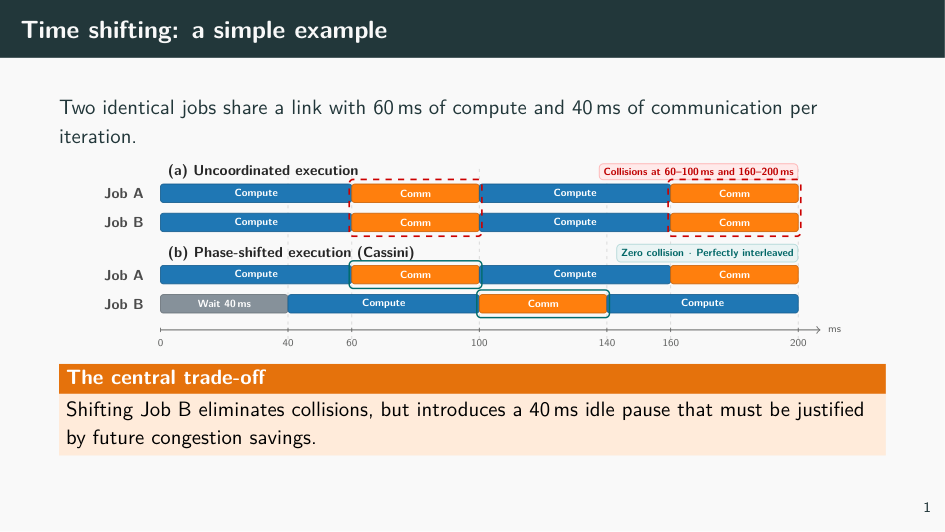 Time shifting: a simple example
Two identical jobs share a link with 60 ms of compute and 40 ms of communication per
iteration.
(a) Uncoordinated execution
Collisions at 60–100 ms and 160–200 ms
Job A Compute Comm Compute Comm
Job B Compute Comm Compute Comm
(b) Phase-shifted execution (Cassini)
Zero collision · Perfectly interleaved
Job A Compute Comm Compute Comm
Job B Wait 40 ms Compute Comm Compute
ms
0 40 60 100 140 160 200
The central trade-off
Shifting Job B eliminates collisions, but introduces a 40 ms idle pause that must be justified
by future congestion savings.
1